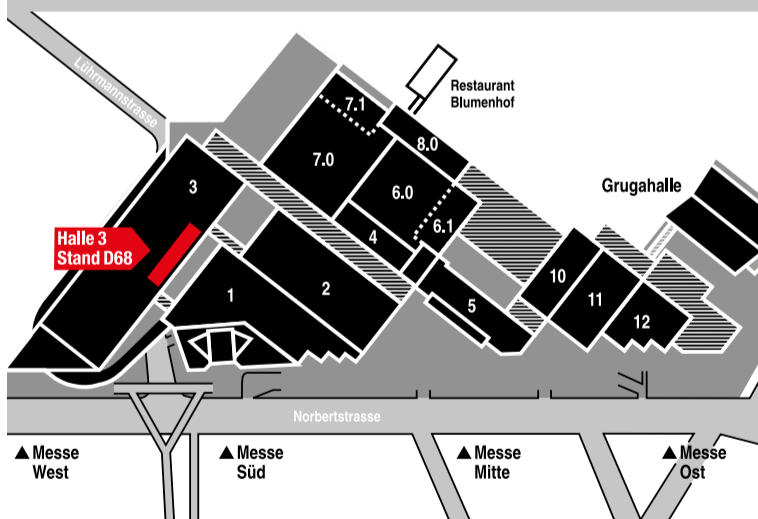 Lührmannstrasse
Restaurant
Blumenhof
7.1
8.0
7.0
3
6.0
Grugahalle
6.1
4
Halle 3
Stand D68
10
1
2
11
5
12
Norbertstrasse
▲ Messe
West
▲ Messe
Süd
▲ Messe
Mitte
▲ Messe
Ost